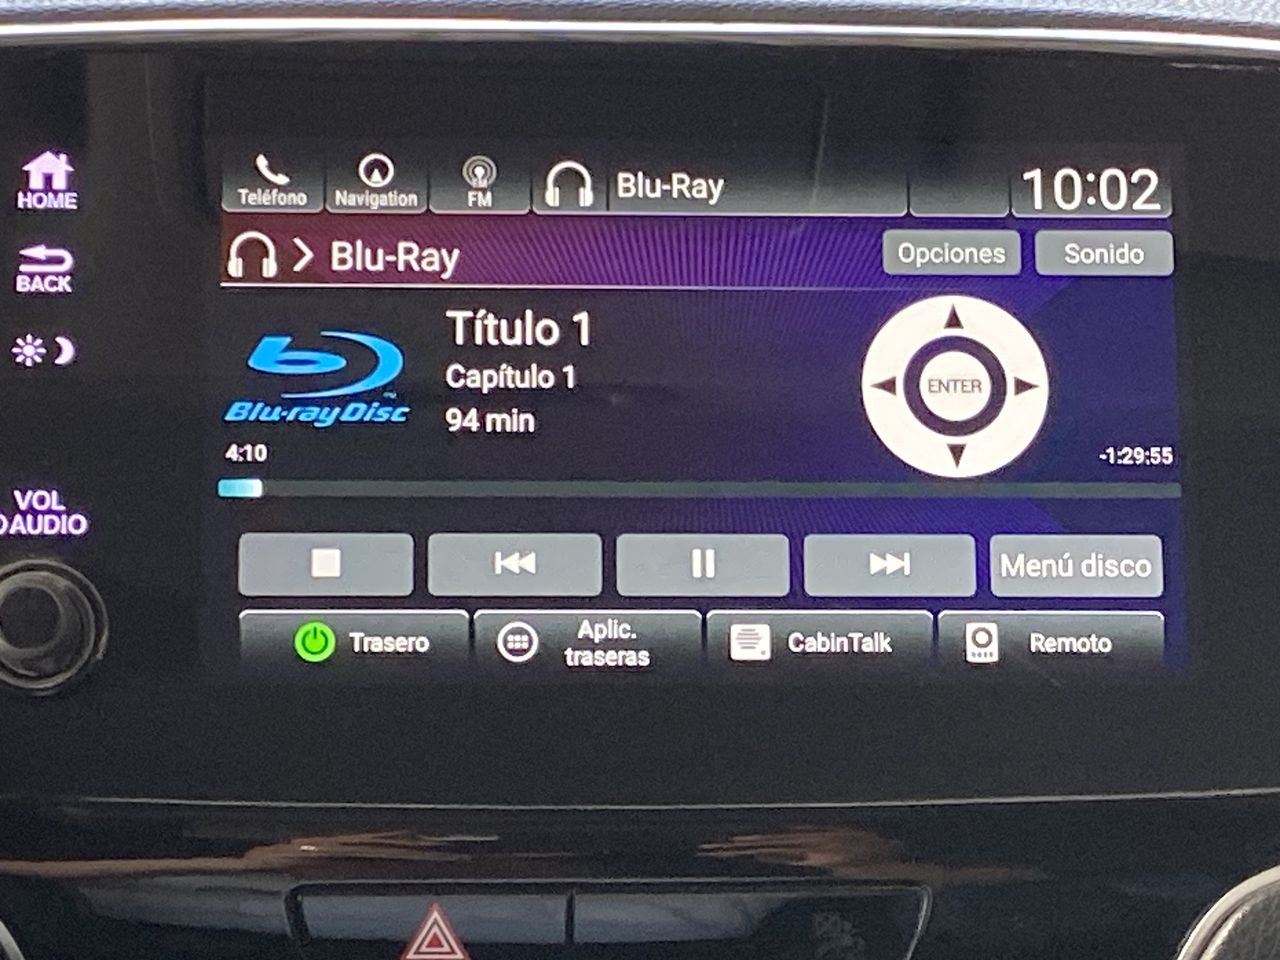 HOME
BACK
VOL
AUDIO
Teléfono
Navigation
FM
Blu-Ray
10:02
Blu-Ray
Opciones
Sonido
Blu-ray Disc
™
Título 1
Capítulo 1
94 min
ENTER
4:10
-1:29:55
Menú disco
Trasero
Aplic.
traseras
CabinTalk
Remoto